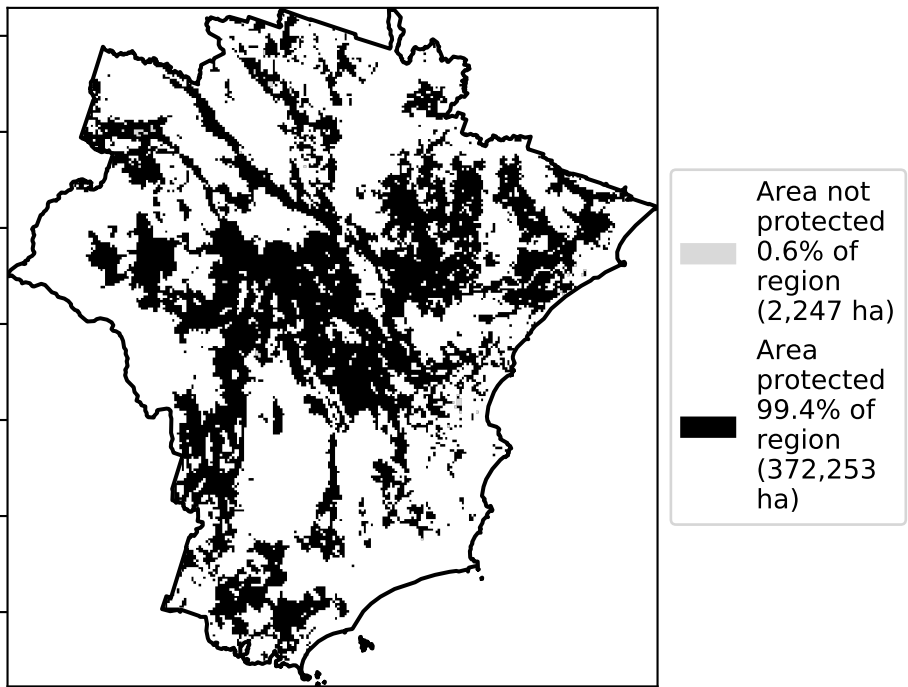 Area not
protected
0.6% of
region
(2,247 ha)
Area
protected
99.4% of
region
(372,253
ha)